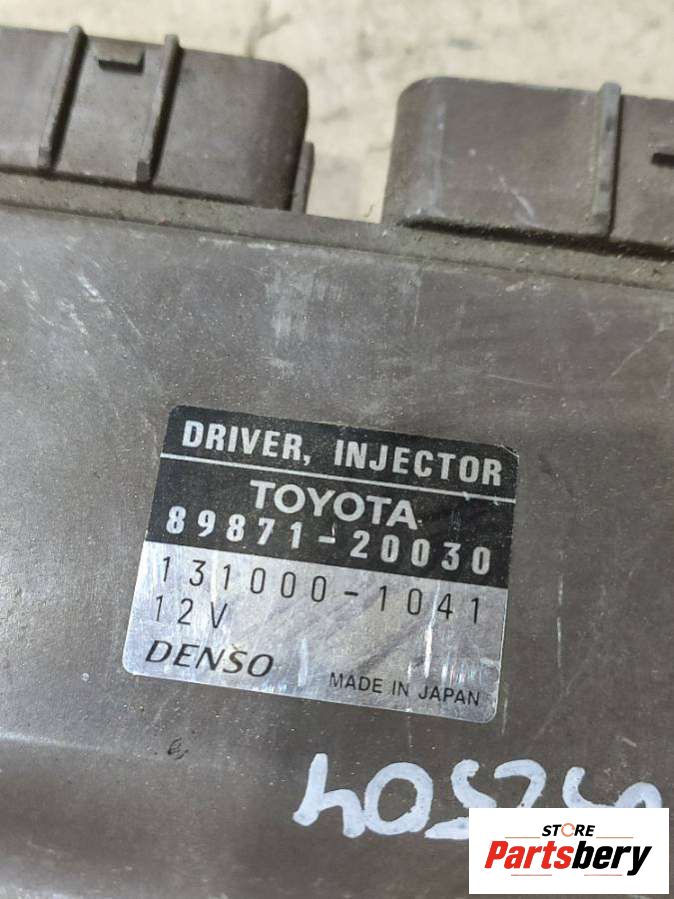 DRIVER, INJECTOR
TOYOTA
89871-20030
131000-1041
12V
DENSO MADE IN JAPAN
STORE
Partsbery